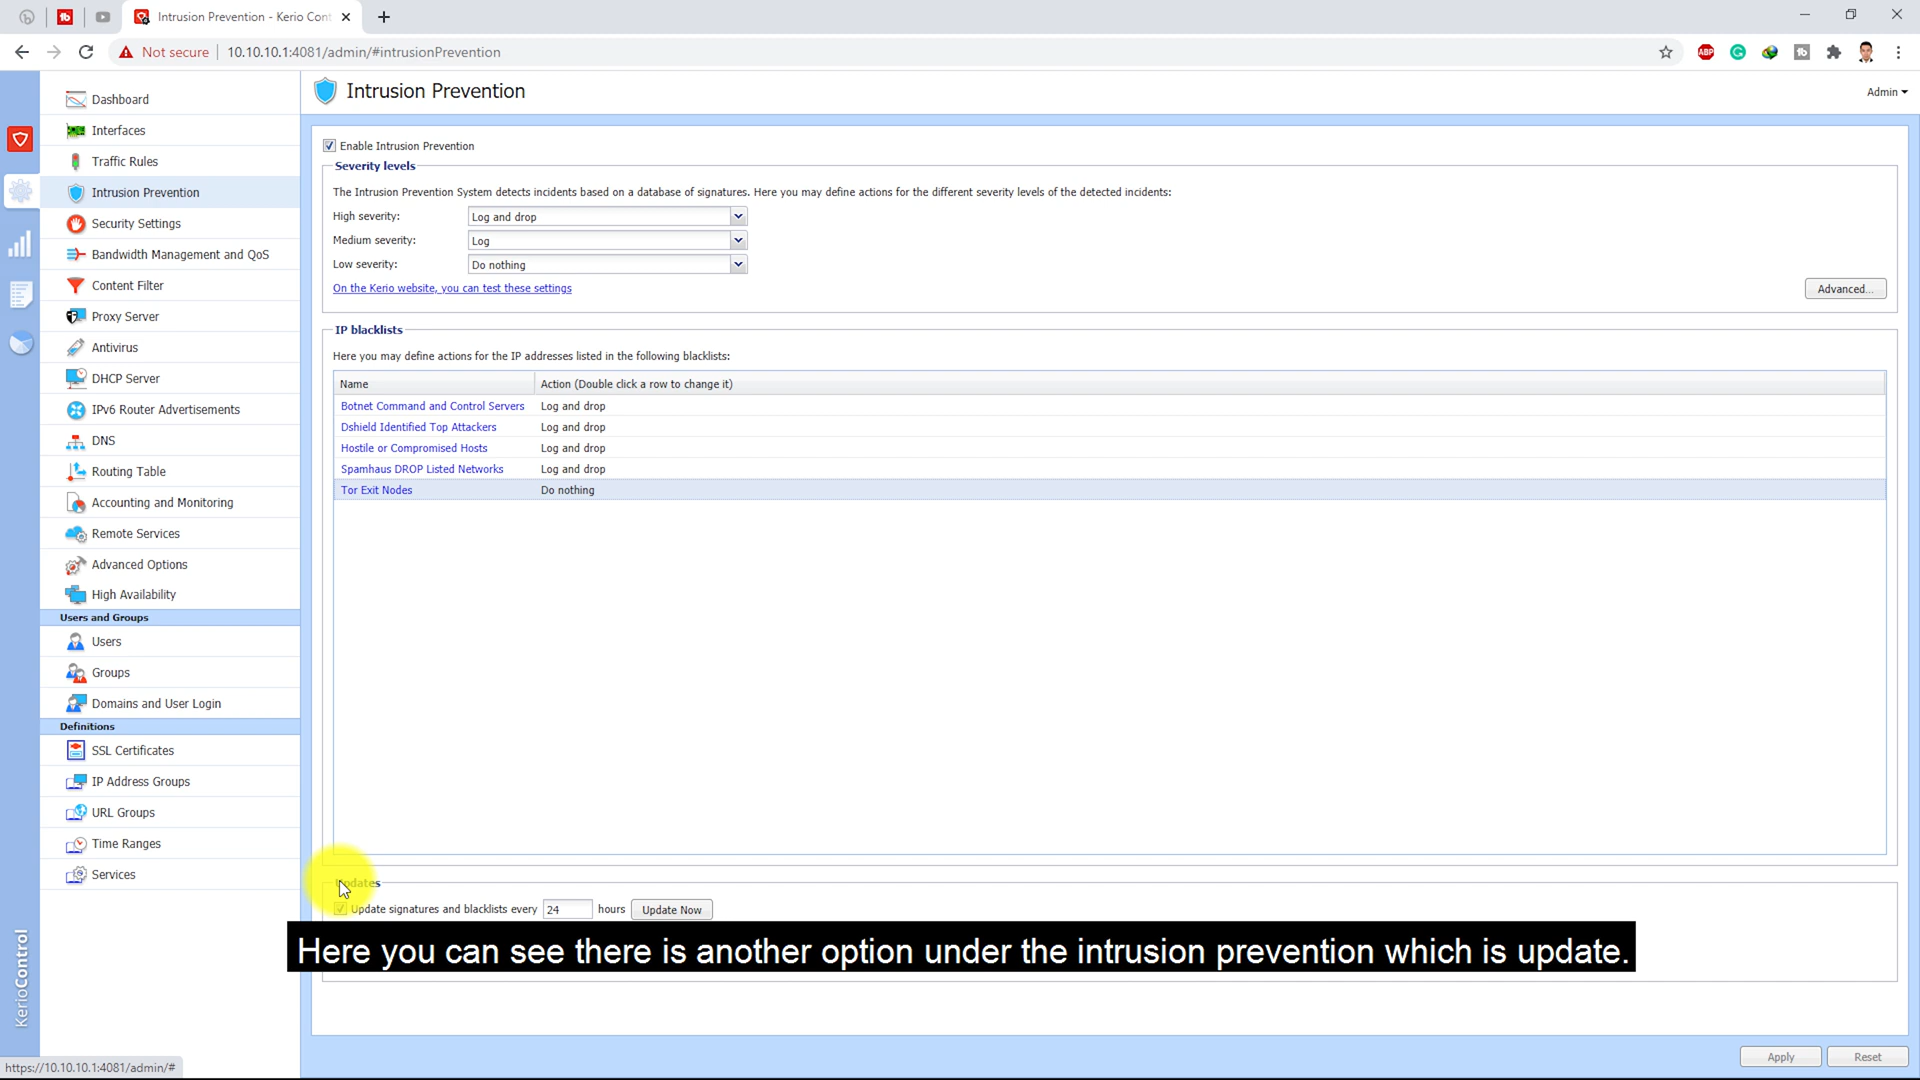 Intrusion Prevention - Kerio Cont
Not secure
10.10.10.1:4081/admin/#intrusionPrevention
ABP
Dashboard
Interfaces
Traffic Rules
Intrusion Prevention
Security Settings
Bandwidth Management and QoS
Content Filter
Proxy Server
Antivirus
DHCP Server
IPv6 Router Advertisements
DNS
Routing Table
Accounting and Monitoring
Remote Services
Advanced Options
High Availability
Users and Groups
Users
Groups
Domains and User Login
Definitions
SSL Certificates
IP Address Groups
URL Groups
Time Ranges
Services
KerioControl
https://10.10.10.1:4081/admin/#
Intrusion Prevention
Admin
Enable Intrusion Prevention
Severity levels
The Intrusion Prevention System detects incidents based on a database of signatures. Here you may define actions for the different severity levels of the detected incidents:
High severity: Log and drop
Medium severity: Log
Low severity: Do nothing
On the Kerio website, you can test these settings
Advanced...
IP blacklists
Here you may define actions for the IP addresses listed in the following blacklists:
Name Action (Double click a row to change it)
Botnet Command and Control Servers Log and drop
Dshield Identified Top Attackers Log and drop
Hostile or Compromised Hosts Log and drop
Spamhaus DROP Listed Networks Log and drop
Tor Exit Nodes Do nothing
Updates
Update signatures and blacklists every 24 hours Update Now
Here you can see there is another option under the intrusion prevention which is update.
Apply Reset